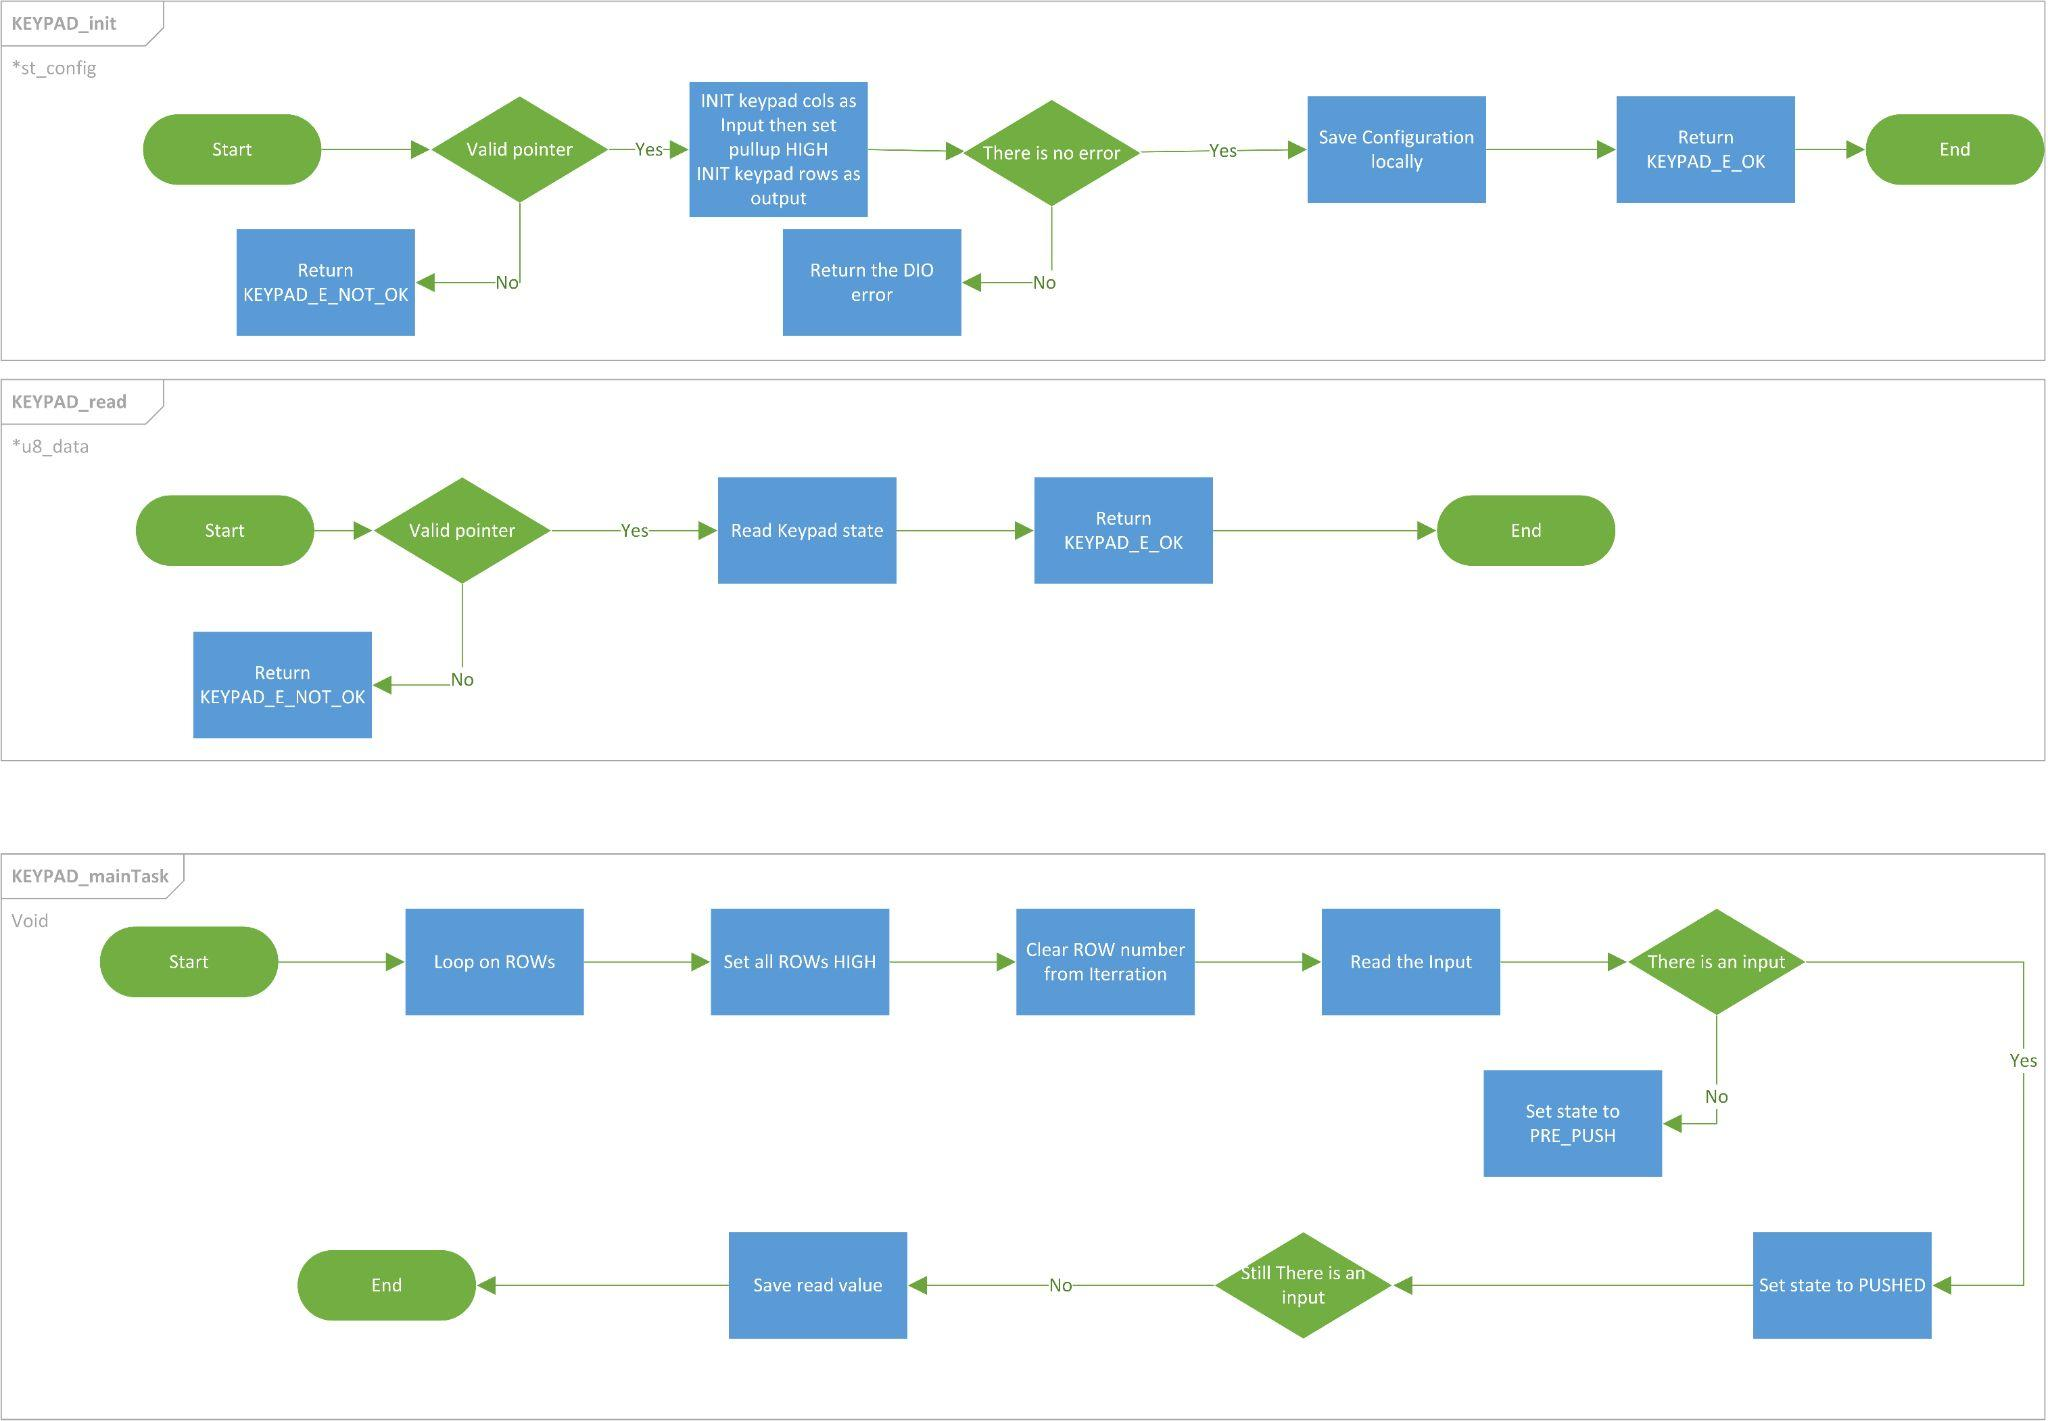 KEYPAD_init
*st_config
Start
Valid pointer
Yes
INIT keypad cols as
Input then set
pullup HIGH
INIT keypad rows as
output
There is no error
Yes
Save Configuration
locally
Return
KEYPAD_E_OK
End
Return
KEYPAD_E_NOT_OK
No
Return the DIO
error
No
KEYPAD_read
*u8_data
Start
Valid pointer
Yes
Read Keypad state
Return
KEYPAD_E_OK
End
Return
KEYPAD_E_NOT_OK
No
KEYPAD_mainTask
Void
Start
Loop on ROWs
Set all ROWs HIGH
Clear ROW number
from Iterration
Read the Input
There is an input
Yes
No
Set state to
PRE_PUSH
Set state to PUSHED
Still There is an
input
No
Save read value
End